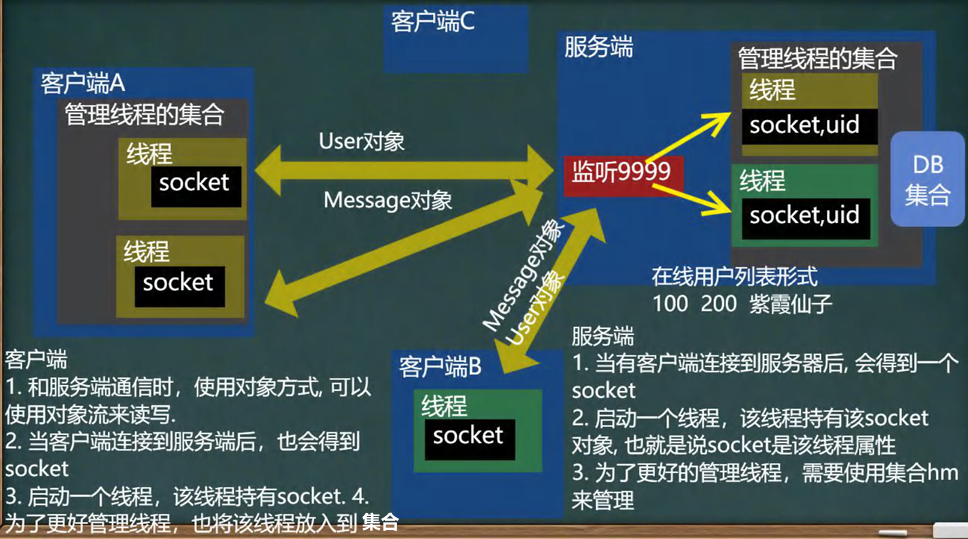 客户端C
服务端
客户端A
管理线程的集合
线程
socket
线程
socket
User对象
Message对象
Message对象
User对象
监听9999
管理线程的集合
线程
socket,uid
线程
socket,uid
DB
集合
在线用户列表形式
100 200 紫霞仙子
客户端B
线程
socket
客户端
1. 和服务端通信时，使用对象方式, 可以
使用对象流来读写.
2. 当客户端连接到服务端后，也会得到
socket
3. 启动一个线程，该线程持有socket. 4.
为了更好管理线程，也将该线程放入到 集合
服务端
1. 当有客户端连接到服务器后, 会得到一个
socket
2. 启动一个线程，该线程持有该socket
对象, 也就是说socket是该线程属性
3. 为了更好的管理线程，需要使用集合hm
来管理